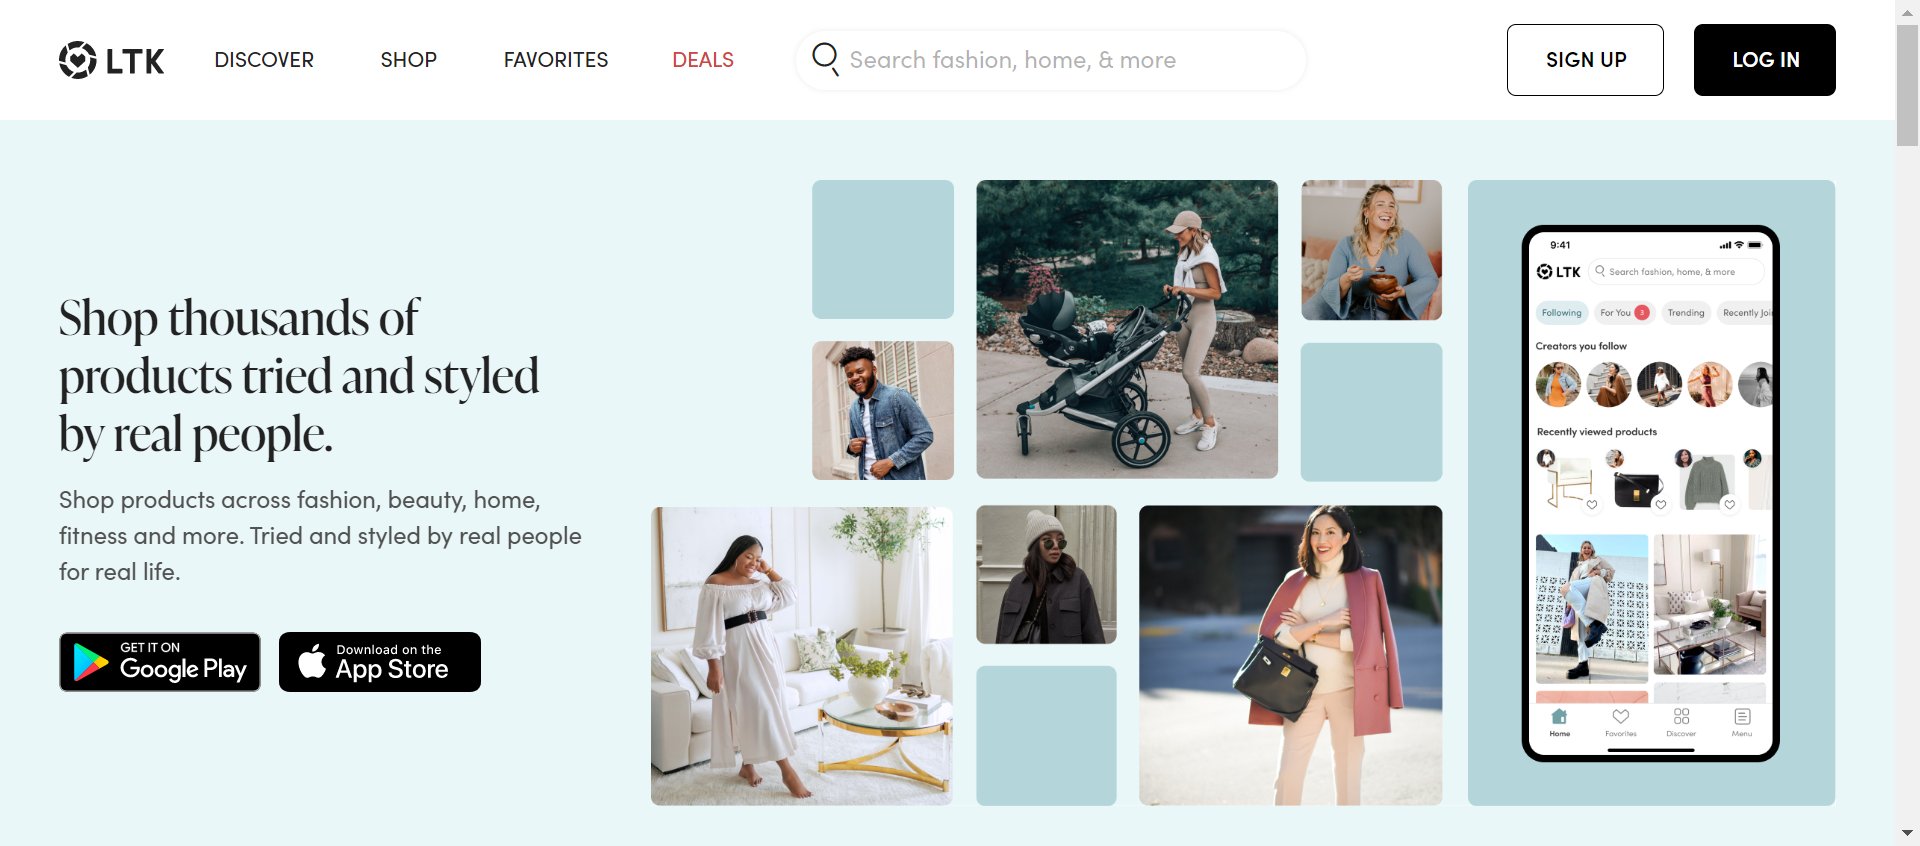 LTK
DISCOVER
SHOP
FAVORITES
DEALS
Search fashion, home, & more
SIGN UP
LOG IN
Shop thousands of
products tried and styled
by real people.
Shop products across fashion, beauty, home,
fitness and more. Tried and styled by real people
for real life.
GET IT ON
Google Play
Download on the
App Store
9:41
LTK
Search fashion, home, & more
Following
For You 3
Trending
Recently Joi
Creators you follow
Recently viewed products
Home
Favorites
Discover
Menu